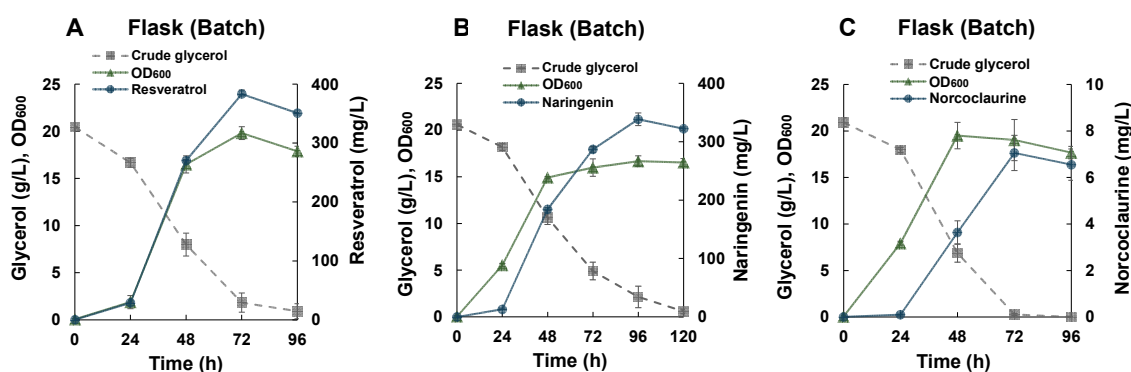 A Flask (Batch)
Crude glycerol
OD600
Resveratrol
25
20
15
10
5
0
400
300
200
100
0
0 24 48 72 96
Time (h)
Glycerol (g/L), OD600
Resveratrol (mg/L)
B Flask (Batch)
Crude glycerol
OD600
Naringenin
25
20
15
10
5
0
400
300
200
100
0
0 24 48 72 96 120
Time (h)
Glycerol (g/L), OD600
Naringenin (mg/L)
C Flask (Batch)
Crude glycerol
OD600
Norcoclaurine
25
20
15
10
5
0
10
8
6
4
2
0
0 24 48 72 96
Time (h)
Glycerol (g/L), OD600
Norcoclaurine (mg/L)